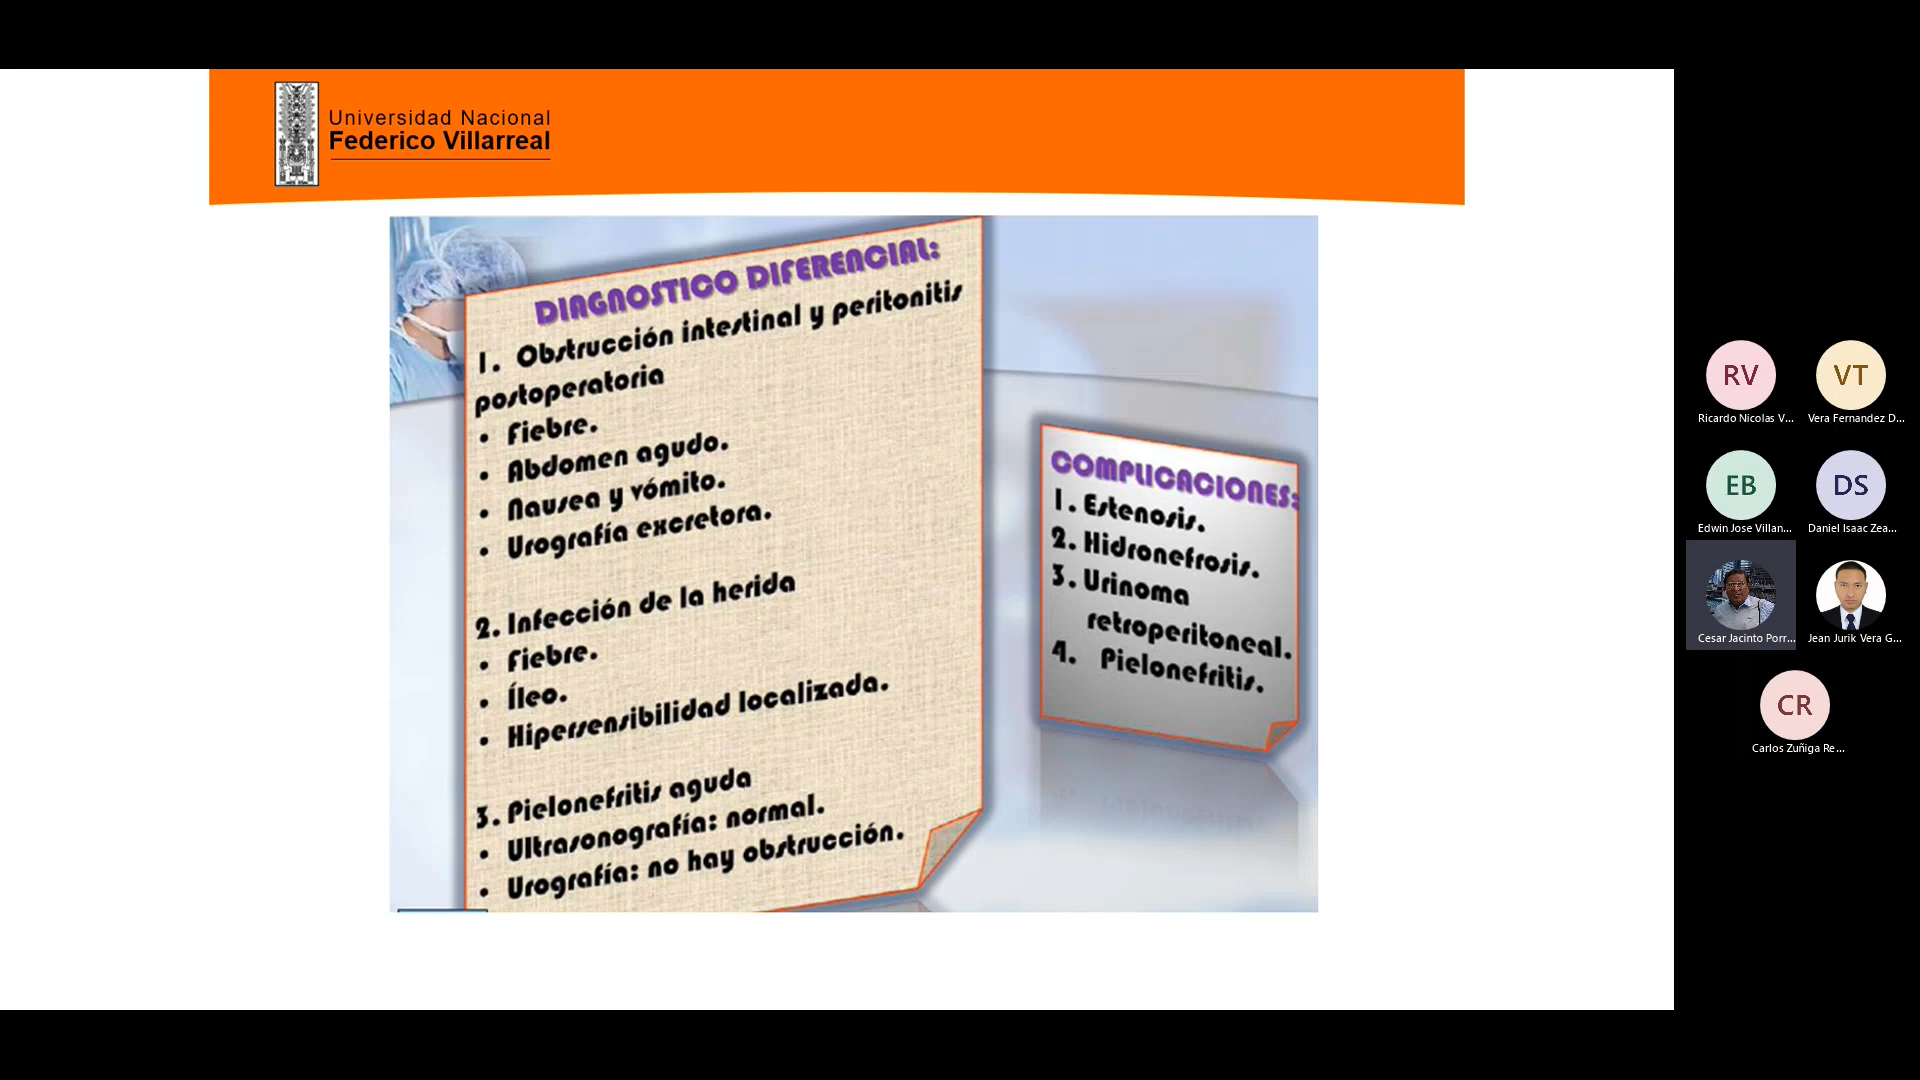 Universidad Nacional
Federico Villarreal
DIAGNOSTICO DIFERENCIAL:
1. Obstrucción intestinal y peritonitis
postoperatoria
• Fiebre.
• Abdomen agudo.
• Nausea y vómito.
• Urografía excretora.
2. Infección de la herida
• Fiebre.
• Íleo.
• Hipersensibilidad localizada.
3. Pielonefritis aguda
• Ultrasonografía: normal.
• Urografía: no hay obstrucción.
COMPLICACIONES:
1. Estenosis.
2. Hidronefrosis.
3. Urinoma
retroperitoneal.
4. Pielonefritis.
RV
Ricardo Nicolas V...
VT
Vera Fernandez D...
EB
Edwin Jose Villan...
DS
Daniel Isaac Zea...
Cesar Jacinto Porr...
Jean Jurik Vera G...
CR
Carlos Zuñiga Re...